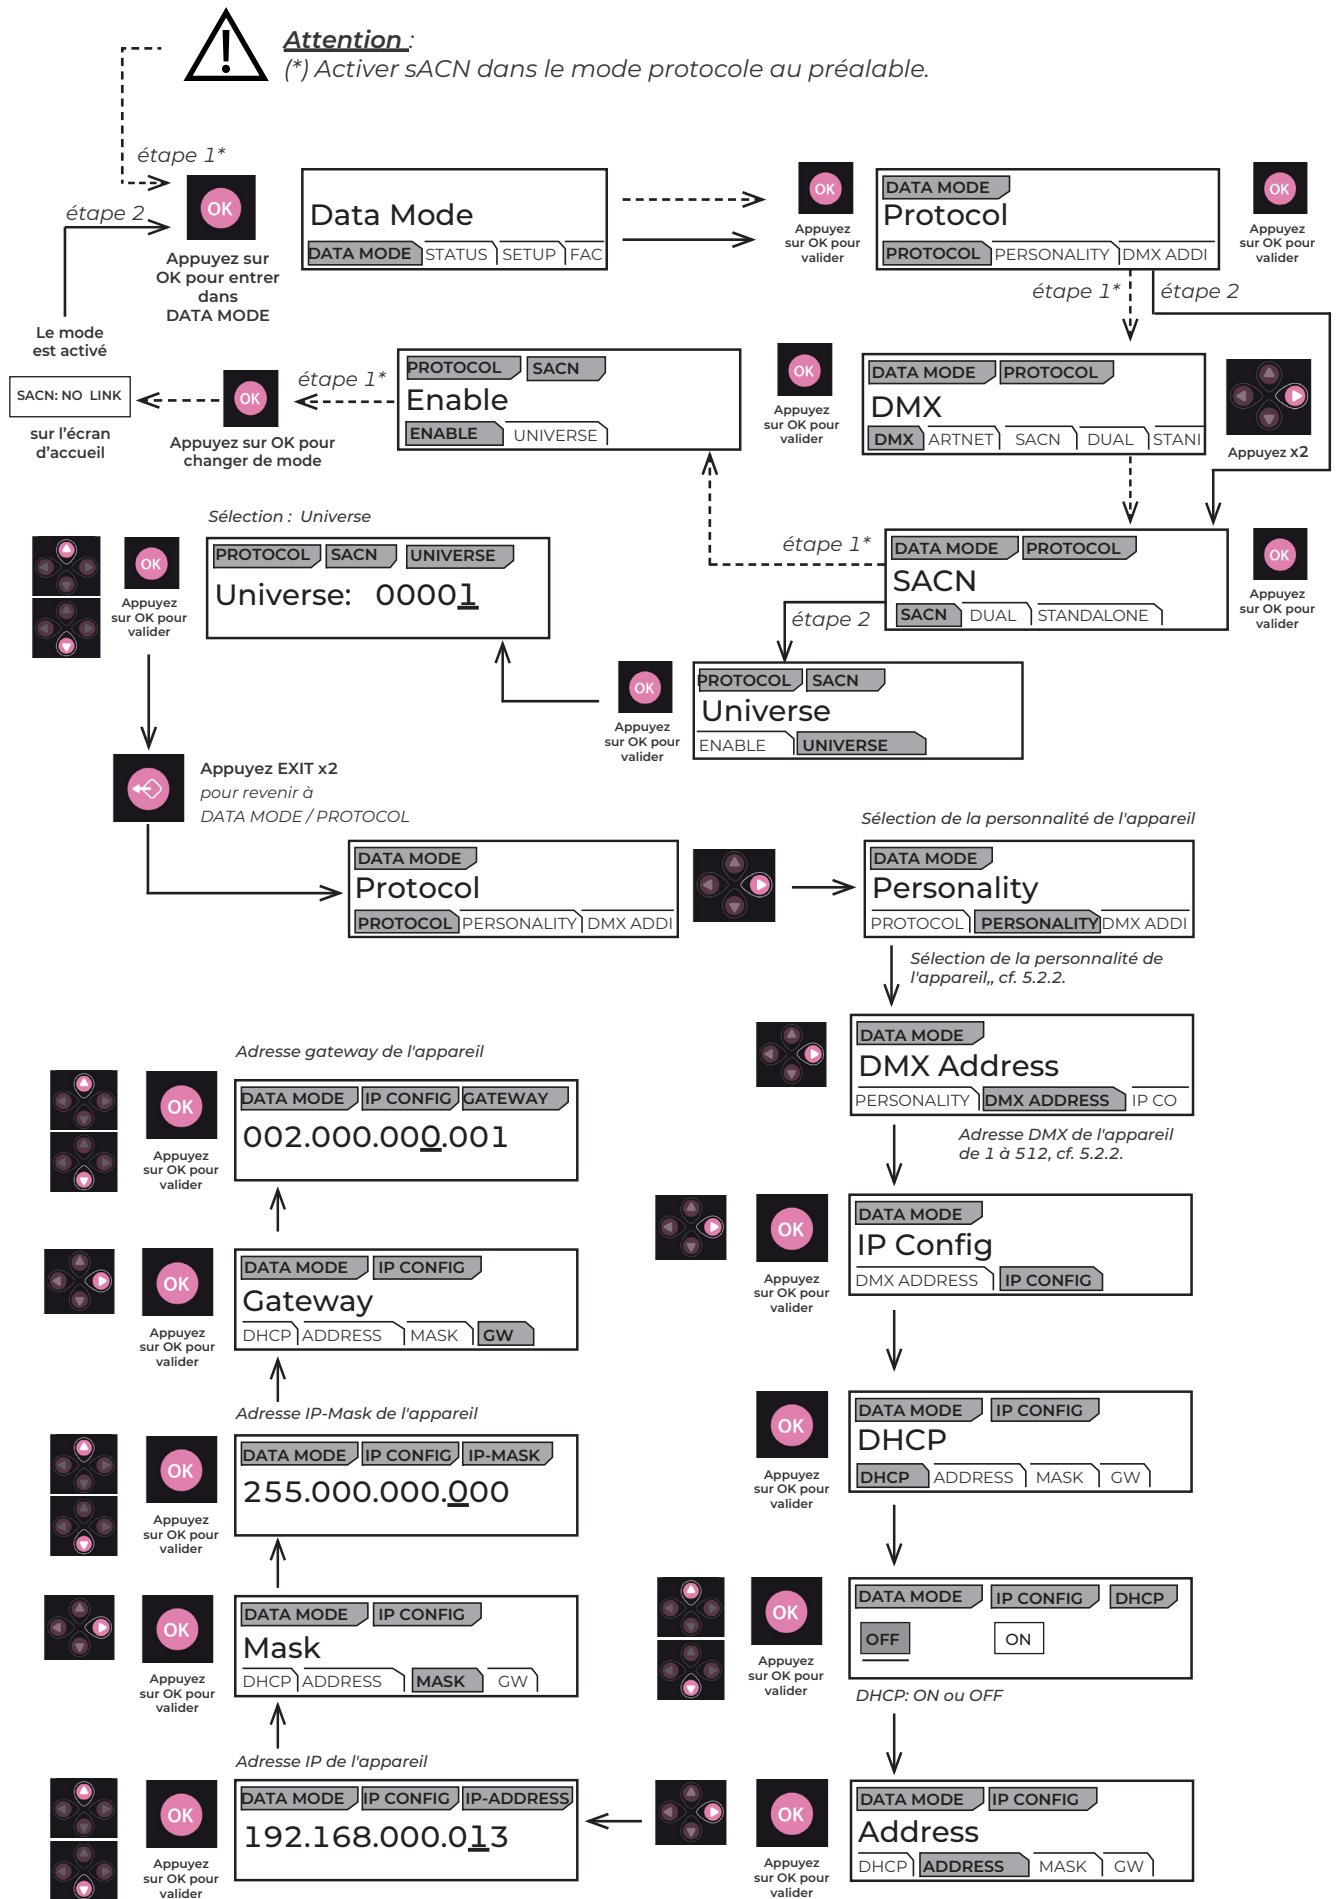 Attention :
(*) Activer sACN dans le mode protocole au préalable.
étape 1*
étape 2
OK
Appuyez sur
OK pour entrer
dans
DATA MODE
Data Mode
DATA MODE STATUS SETUP FAC
OK
Appuyez
sur OK pour
valider
DATA MODE
Protocol
PROTOCOL PERSONALITY DMX ADDI
OK
Appuyez
sur OK pour
valider
étape 1*
étape 2
Le mode
est activé
SACN: NO LINK
sur l'écran
d'accueil
OK
Appuyez sur OK pour
changer de mode
étape 1*
PROTOCOL SACN
Enable
ENABLE UNIVERSE
OK
Appuyez
sur OK pour
valider
DATA MODE PROTOCOL
DMX
DMX ARTNET SACN DUAL STANI
Appuyez x2
Sélection : Universe
OK
Appuyez
sur OK pour
valider
PROTOCOL SACN UNIVERSE
Universe: 00001
étape 1*
étape 2
DATA MODE PROTOCOL
SACN
SACN DUAL STANDALONE
OK
Appuyez
sur OK pour
valider
OK
Appuyez
sur OK pour
valider
PROTOCOL SACN
Universe
ENABLE UNIVERSE
Appuyez EXIT x2
pour revenir à
DATA MODE / PROTOCOL
DATA MODE
Protocol
PROTOCOL PERSONALITY DMX ADDI
Sélection de la personnalité de l'appareil
DATA MODE
Personality
PROTOCOL PERSONALITY DMX ADDI
Sélection de la personnalité de
l'appareil,, cf. 5.2.2.
DATA MODE
DMX Address
PERSONALITY DMX ADDRESS IP CO
Adresse DMX de l'appareil
de 1 à 512, cf. 5.2.2.
OK
Appuyez
sur OK pour
valider
DATA MODE
IP Config
DMX ADDRESS IP CONFIG
OK
Appuyez
sur OK pour
valider
DATA MODE IP CONFIG
DHCP
DHCP ADDRESS MASK GW
OK
Appuyez
sur OK pour
valider
DATA MODE IP CONFIG DHCP
OFF ON
DHCP: ON ou OFF
OK
Appuyez
sur OK pour
valider
DATA MODE IP CONFIG
Address
DHCP ADDRESS MASK GW
Adresse IP de l'appareil
OK
Appuyez
sur OK pour
valider
DATA MODE IP CONFIG IP-ADDRESS
192.168.000.013
OK
Appuyez
sur OK pour
valider
DATA MODE IP CONFIG
Mask
DHCP ADDRESS MASK GW
Adresse IP-Mask de l'appareil
OK
Appuyez
sur OK pour
valider
DATA MODE IP CONFIG IP-MASK
255.000.000.000
OK
Appuyez
sur OK pour
valider
DATA MODE IP CONFIG
Gateway
DHCP ADDRESS MASK GW
Adresse gateway de l'appareil
OK
Appuyez
sur OK pour
valider
DATA MODE IP CONFIG GATEWAY
002.000.000.001